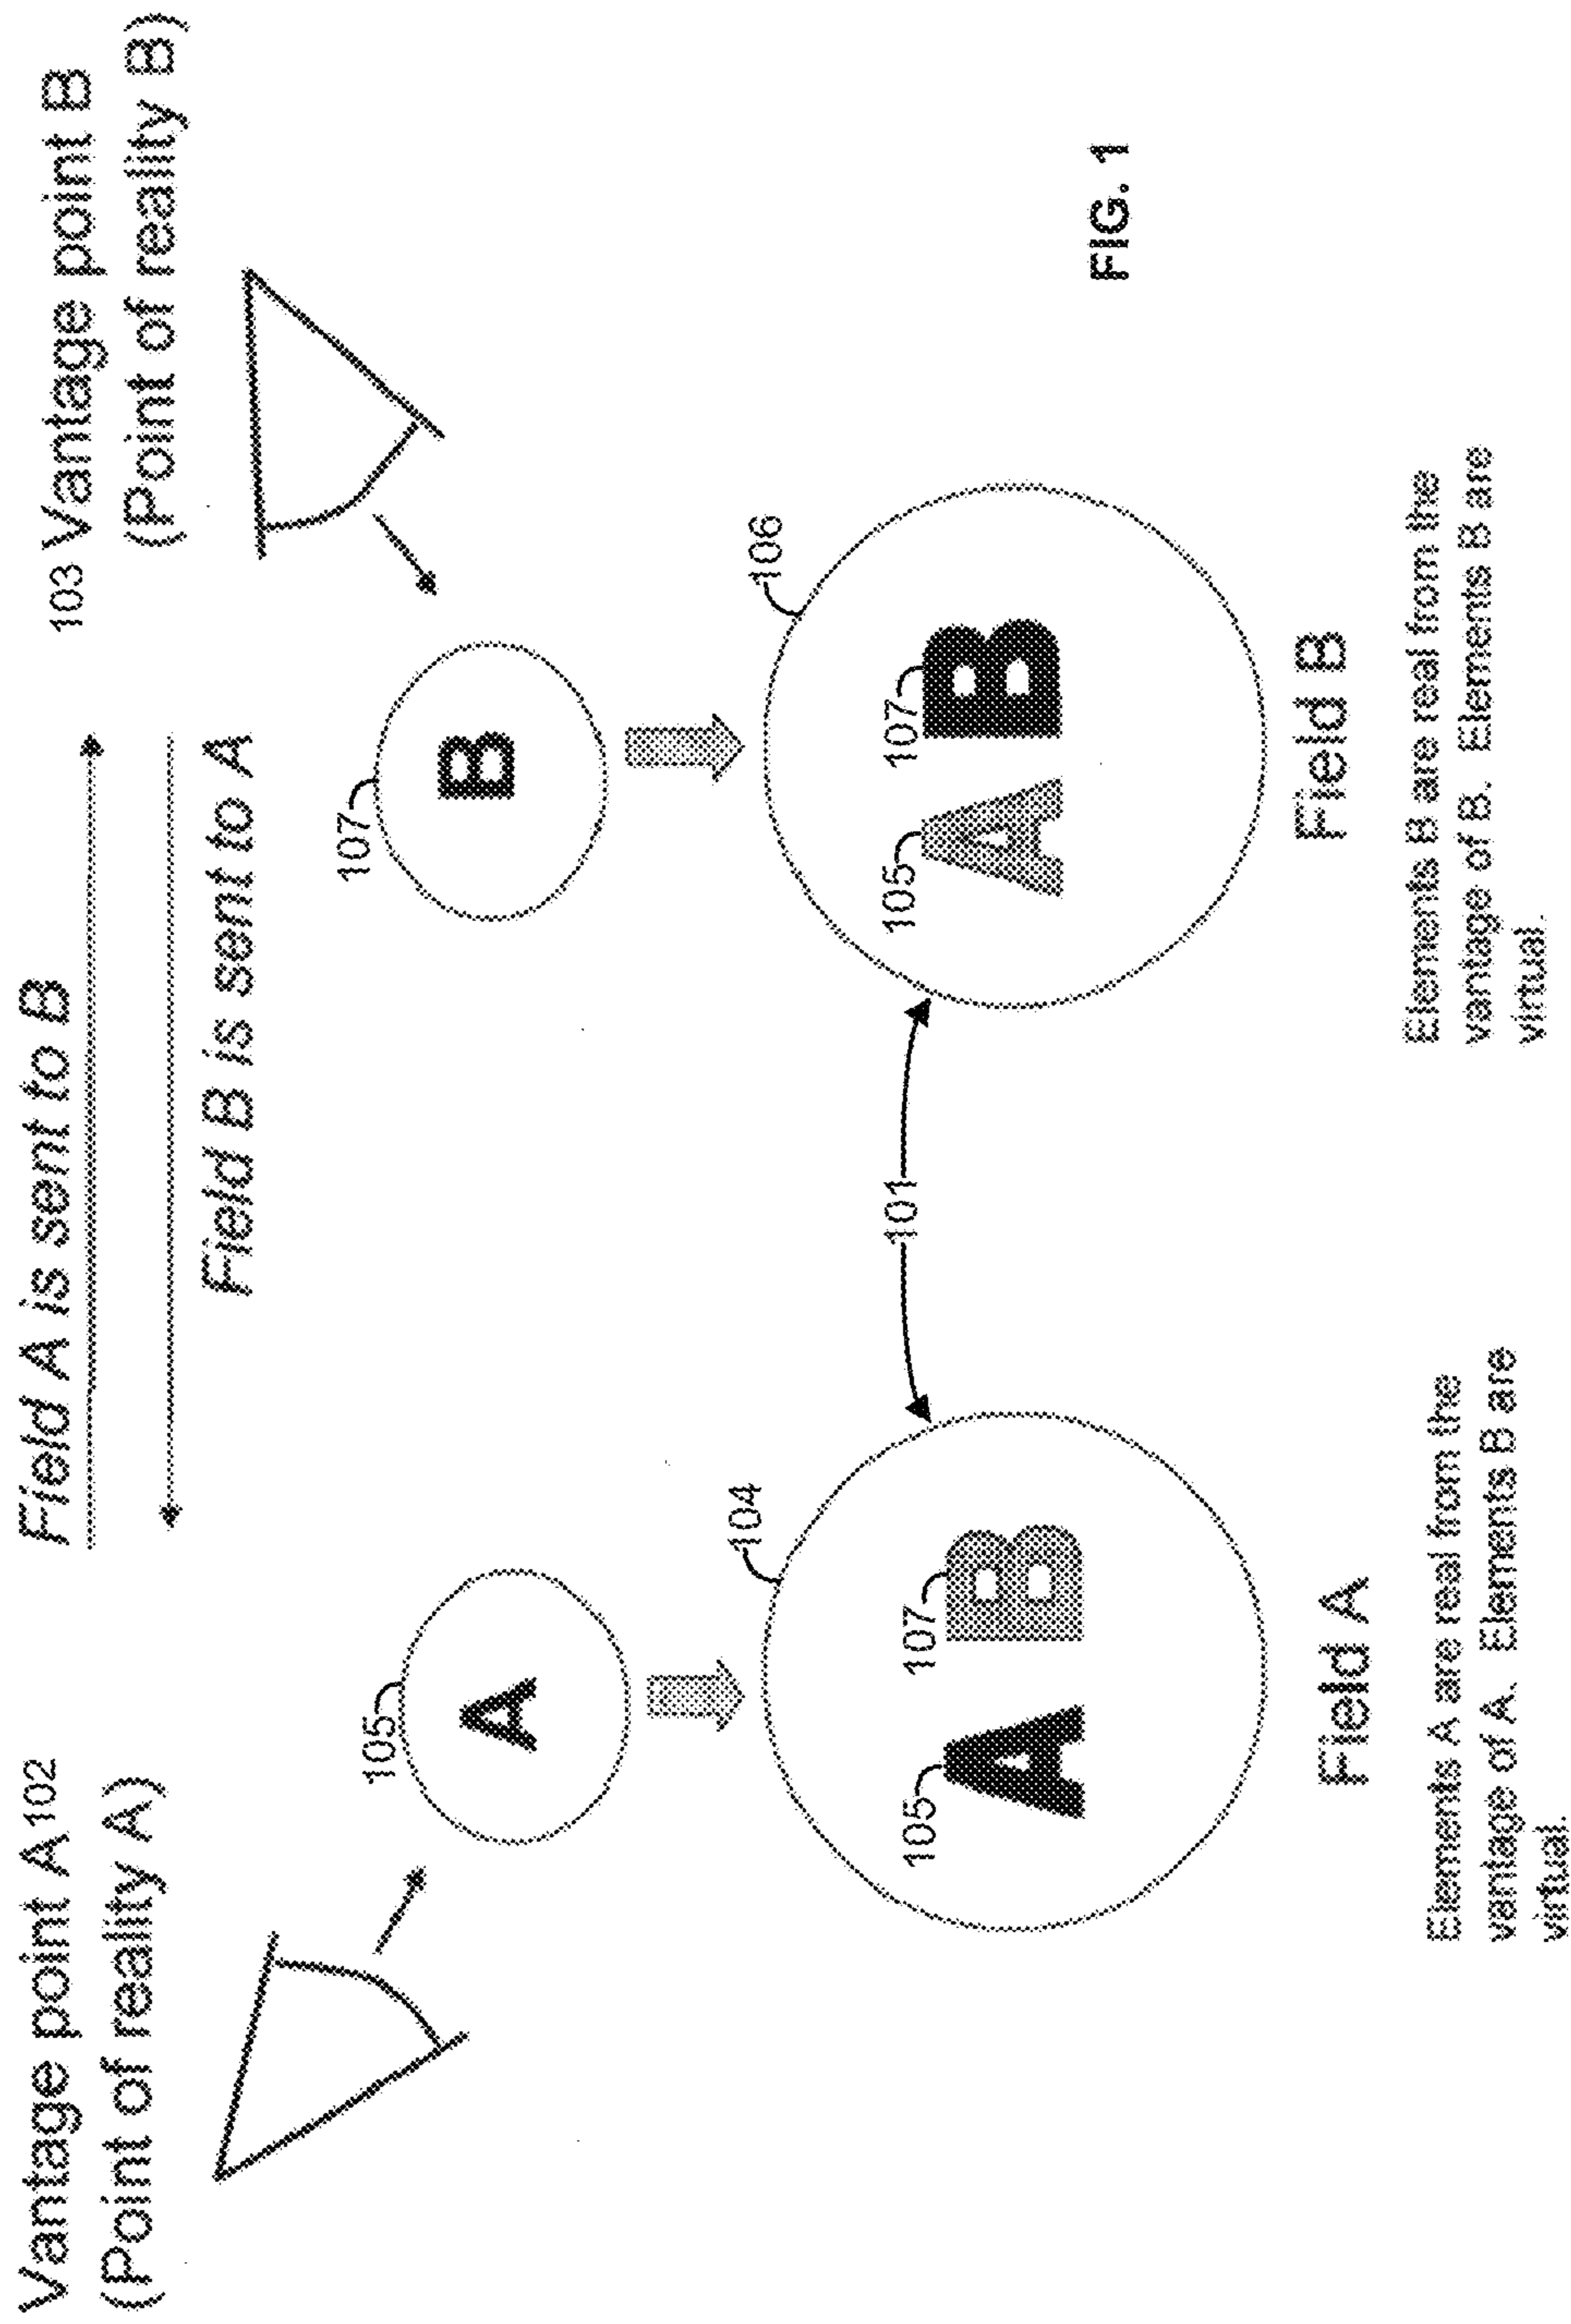 Field A is sent to B
Field B is sent to A
Vantage point A 102
(Point of reality A)
103 Vantage point B
(Point of reality B)
105
A
107
B
104
105
107
A B
101
106
105
107
A B
Field A
Field B
Elements A are real from the
vantage of A. Elements B are
virtual.
Elements B are real from the
vantage of B. Elements B are
virtual.
FIG. 1